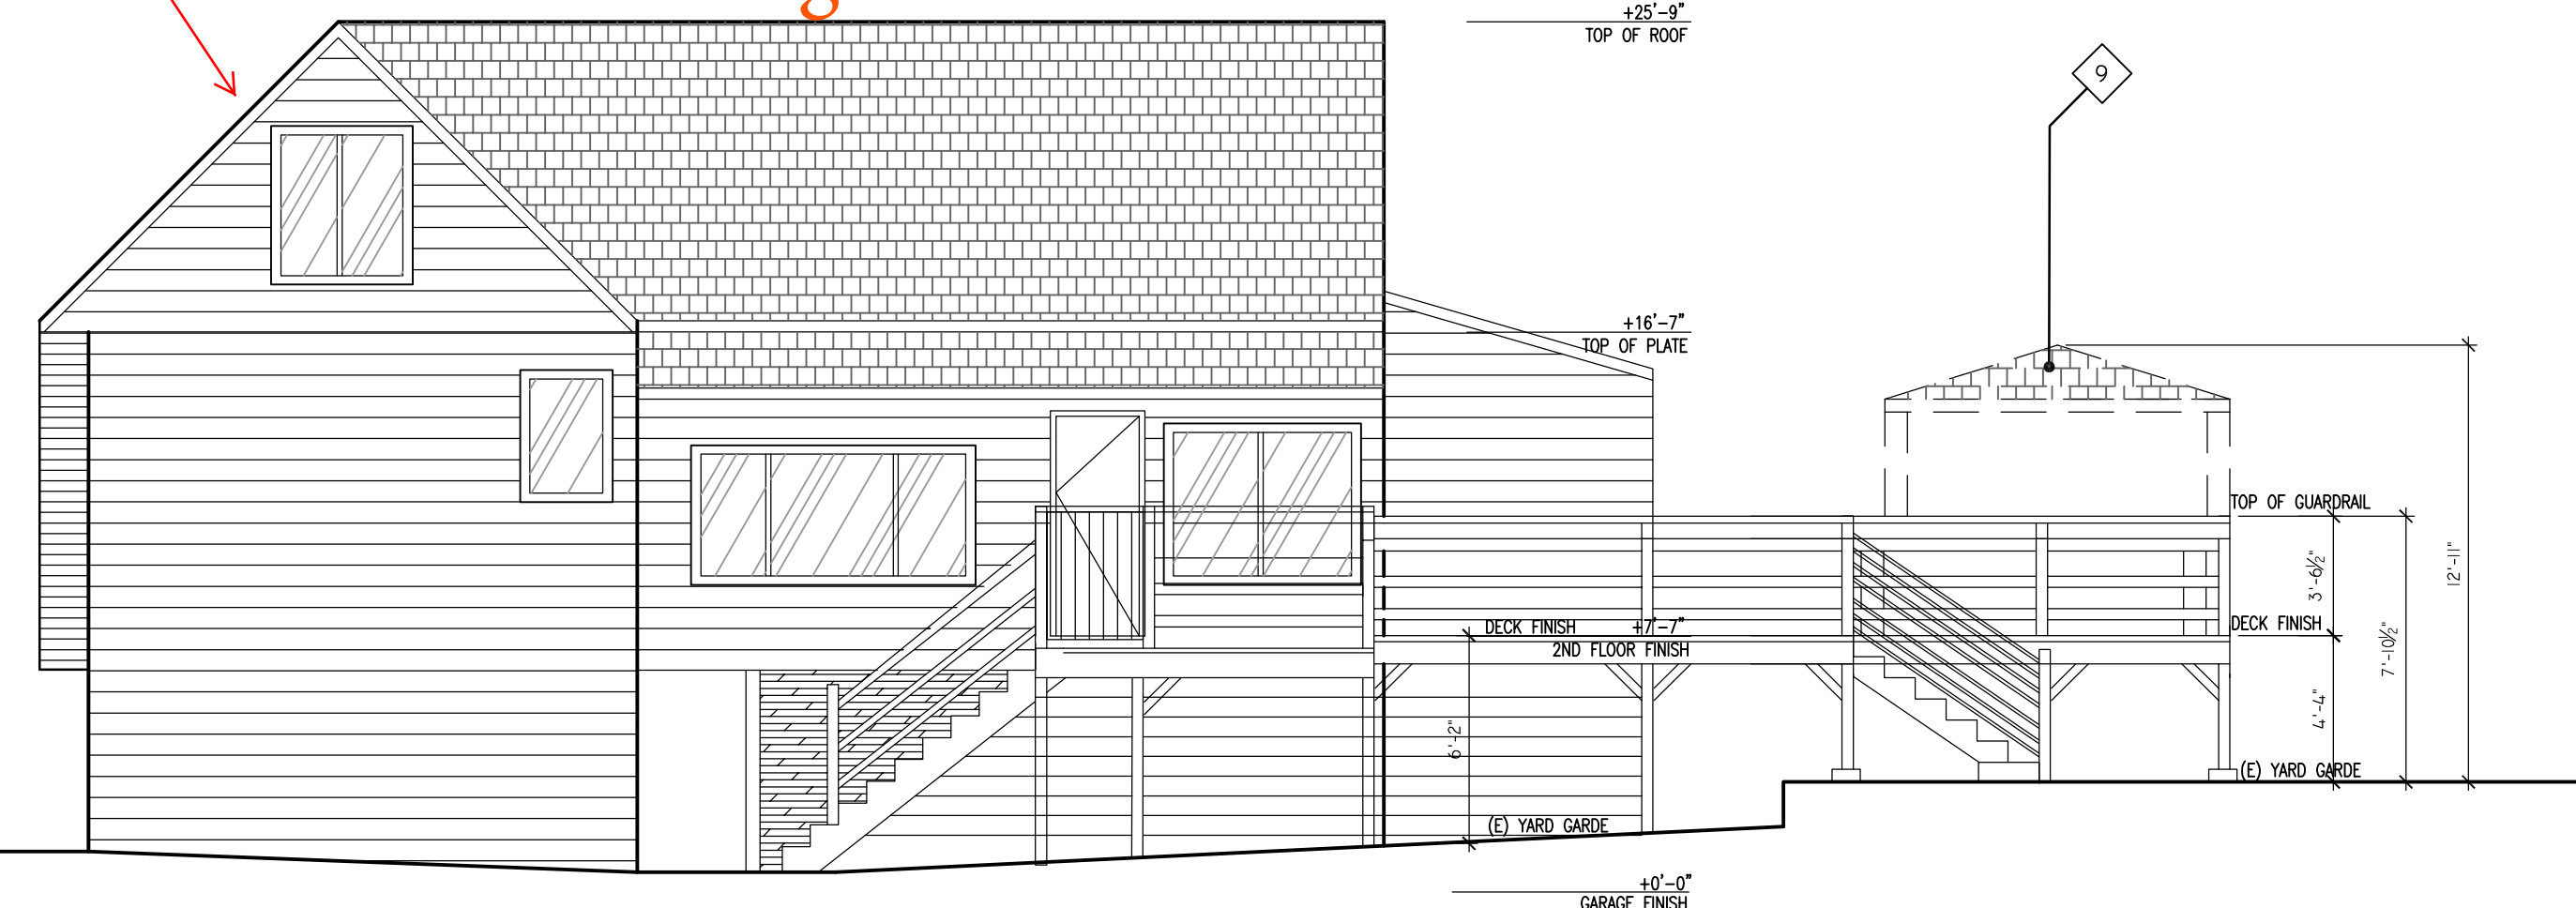 +25'-9"
TOP OF ROOF
9
+16'-7"
TOP OF PLATE
TOP OF GUARDRAIL
12'-11"
3'-6½"
DECK FINISH +7'-7"
2ND FLOOR FINISH
DECK FINISH
7'-10½"
4'-4"
6'-2"
(E) YARD GARDE
(E) YARD GARDE
+0'-0"
GARAGE FINISH